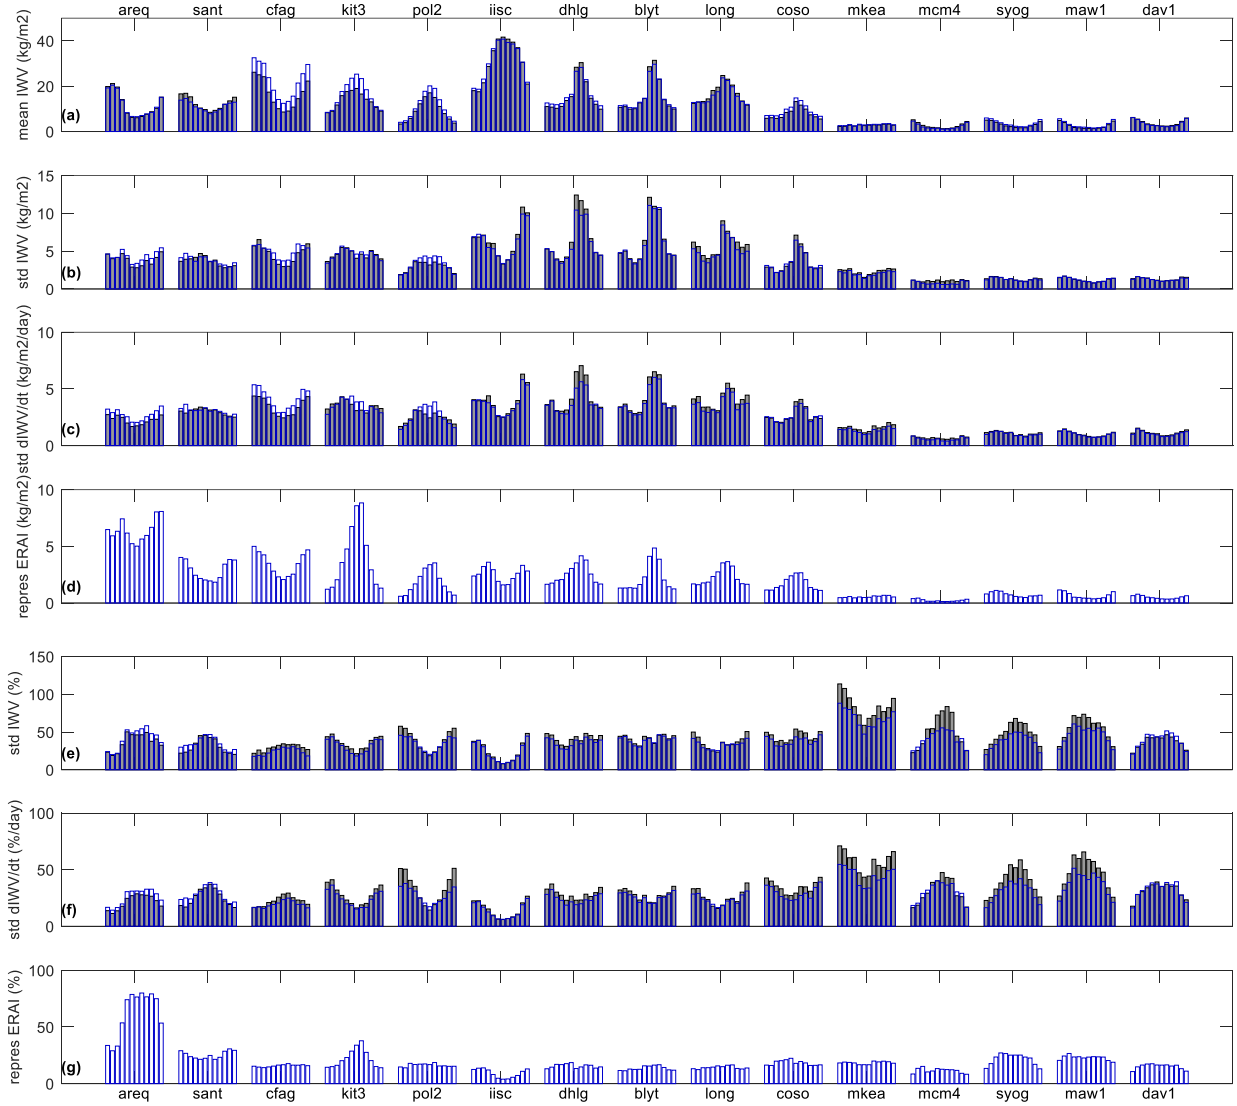 areq sant cfag kit3 pol2 iisc dhlg blyt long coso mkea mcm4 syog maw1 dav1
mean IWV (kg/m2)
40
20
0
(a)
std IWV (kg/m2)
15
10
5
0
(b)
std dIWV/dt (kg/m2/day)
10
5
0
(c)
repres ERAI (kg/m2)
10
5
0
(d)
std IWV (%)
150
100
50
0
(e)
std dIWV/dt (%/day)
100
50
0
(f)
repres ERAI (%)
100
50
0
(g)
areq sant cfag kit3 pol2 iisc dhlg blyt long coso mkea mcm4 syog maw1 dav1